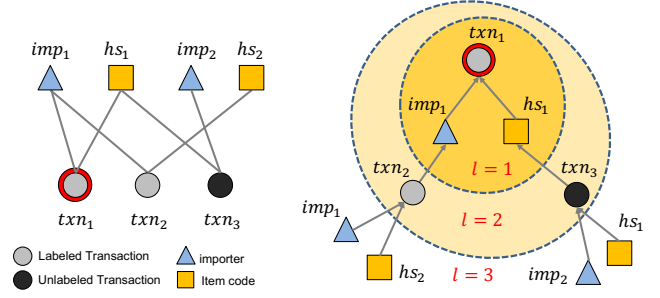 imp₁ hs₁ imp₂ hs₂
txn₁ txn₂ txn₃
Labeled Transaction importer
Unlabeled Transaction Item code
txn₁
imp₁ hs₁
l = 1
txn₂ txn₃
imp₁ l = 2 hs₁
hs₂ l = 3 imp₂